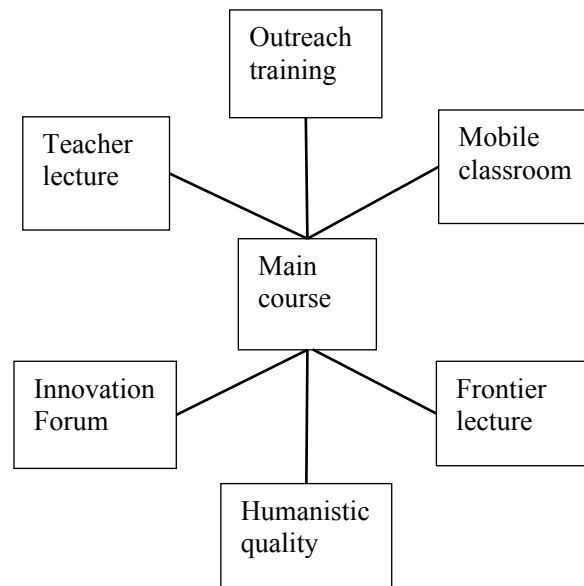 Outreach
training
Teacher
lecture
Mobile
classroom
Main
course
Innovation
Forum
Frontier
lecture
Humanistic
quality